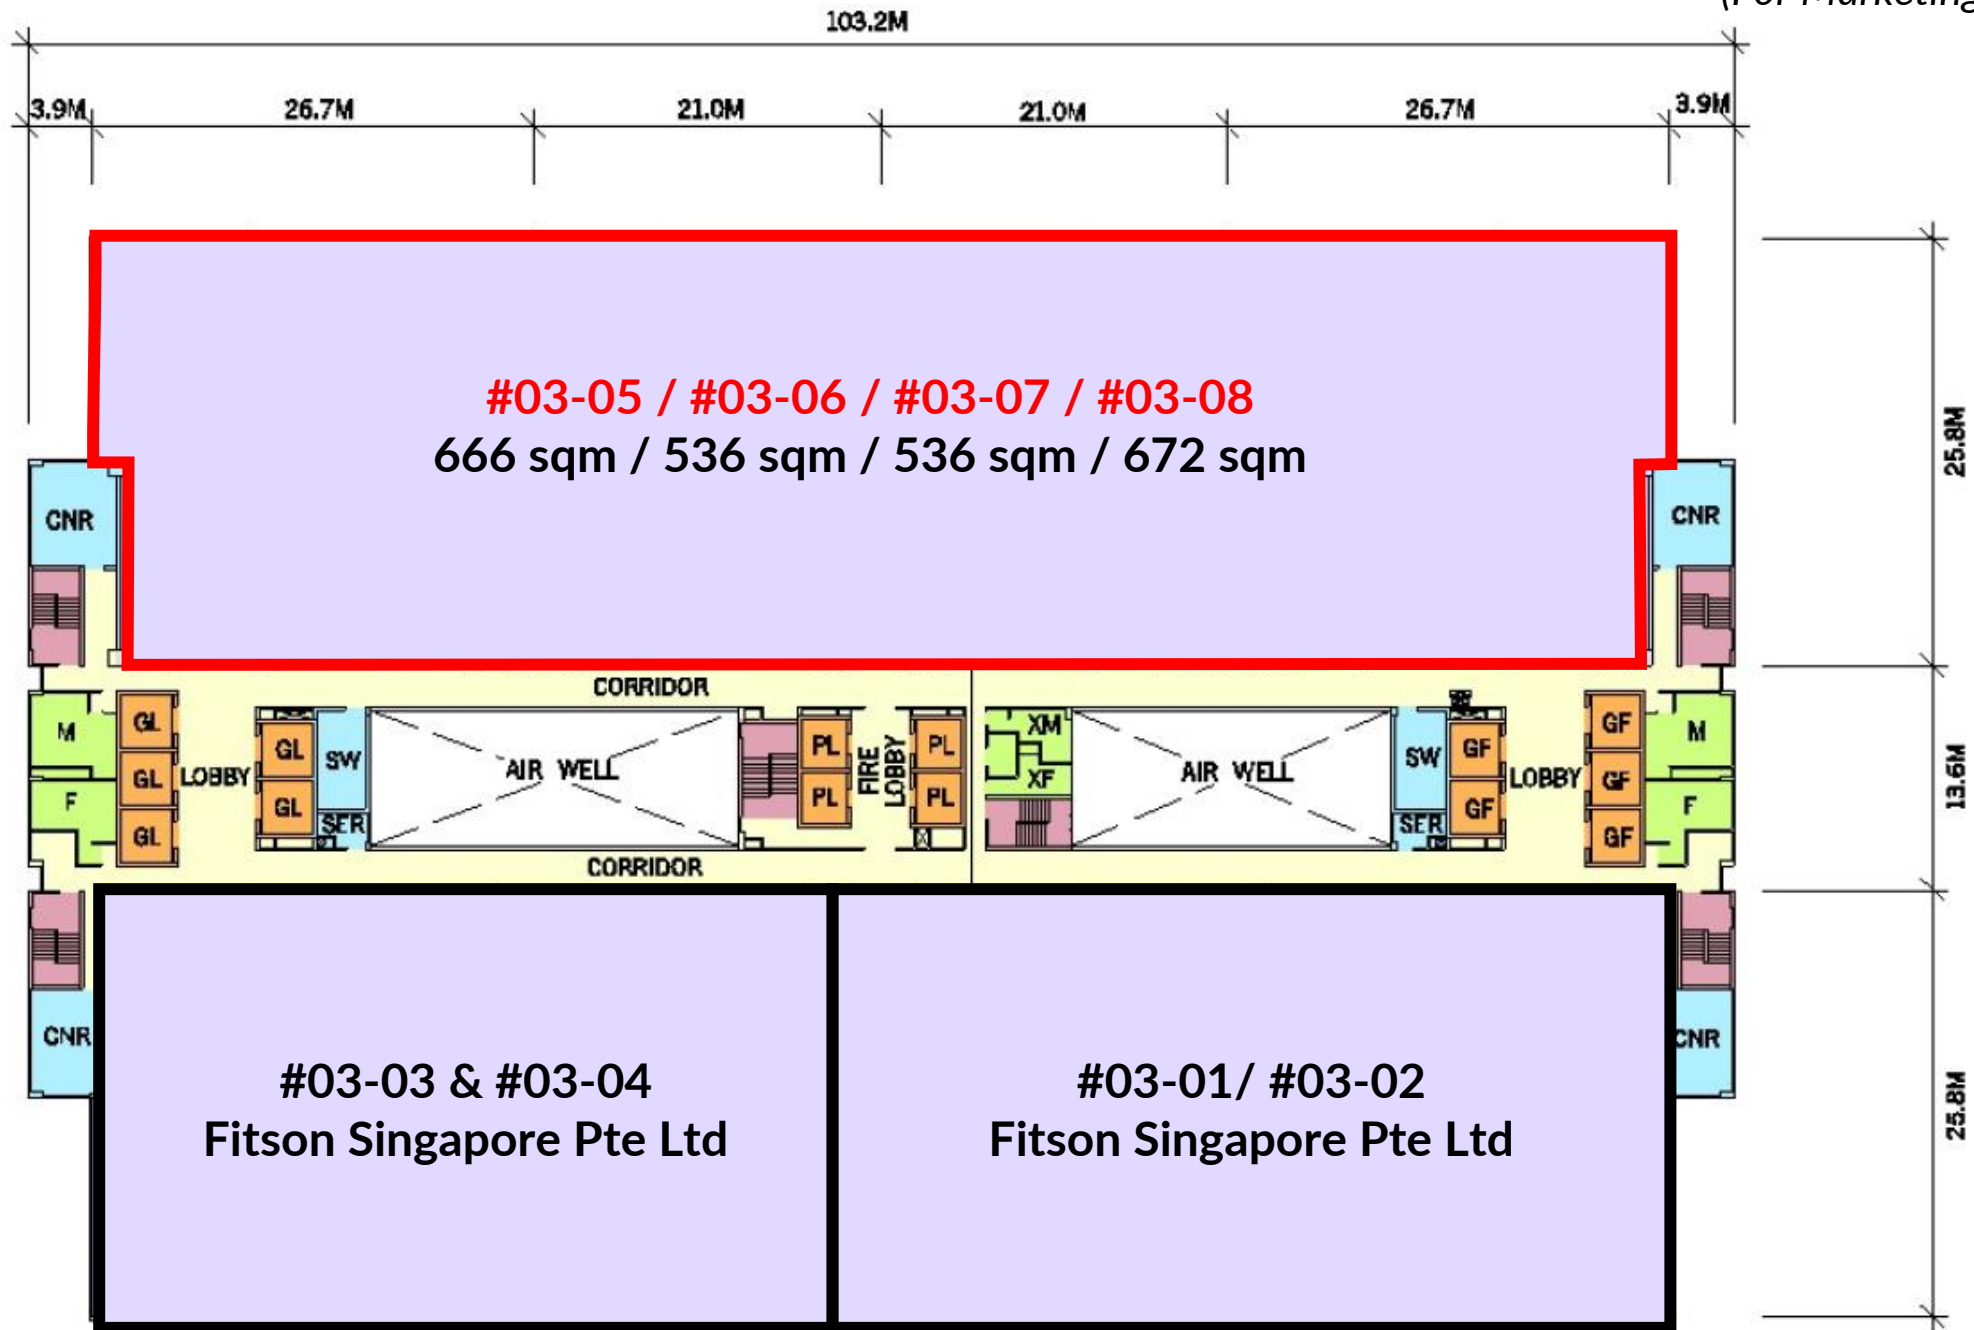 (For Marketing
103.2M
3.9M 26.7M 21.0M 21.0M 26.7M 3.9M
#03-05 / #03-06 / #03-07 / #03-08
666 sqm / 536 sqm / 536 sqm / 672 sqm
25.8M
CNR
CNR
CORRIDOR
M
GL
GL
SW
AIR WELL
PL
FIRE
LOBBY
PL
XM
AIR WELL
SW
GF
GF
M
GL
LOBBY
GL
PL
PL
XF
GF
LOBBY
GF
13.6M
F
GL
SER
SER
GF
F
CORRIDOR
CNR
CNR
#03-03 & #03-04
Fitson Singapore Pte Ltd
#03-01/ #03-02
Fitson Singapore Pte Ltd
25.8M